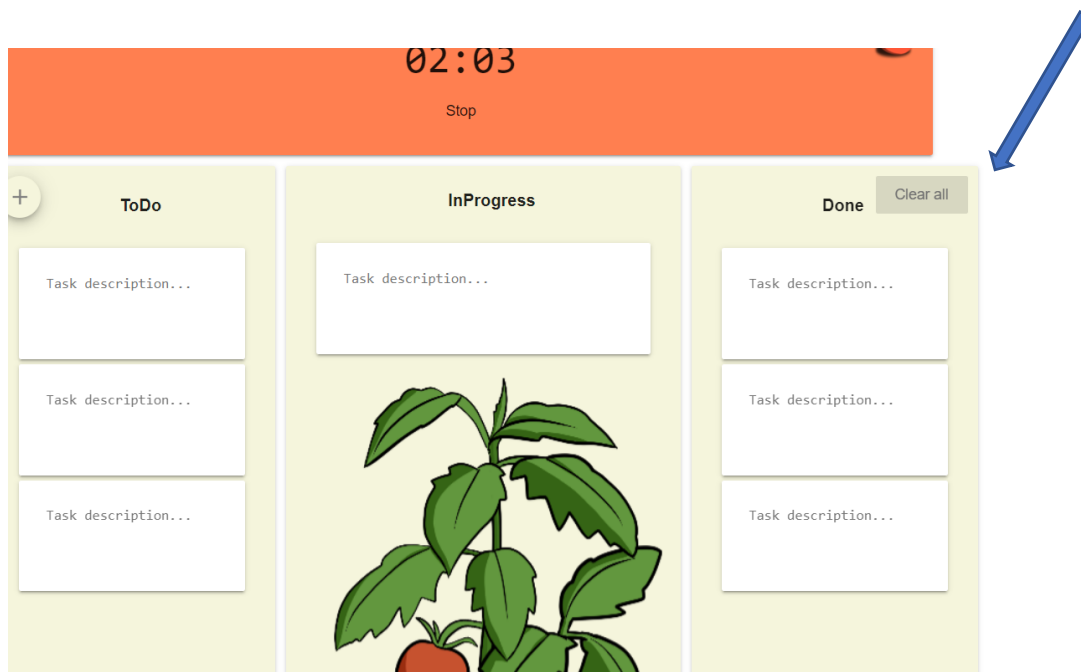 02:03
Stop
+
ToDo
InProgress
Done
Clear all
Task description...
Task description...
Task description...
Task description...
Task description...
Task description...
Task description...